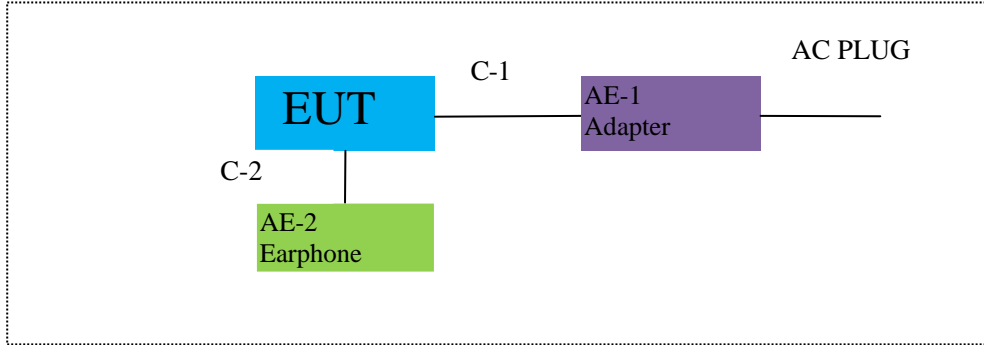 AC PLUG
C-1
EUT
AE-1
Adapter
C-2
AE-2
Earphone